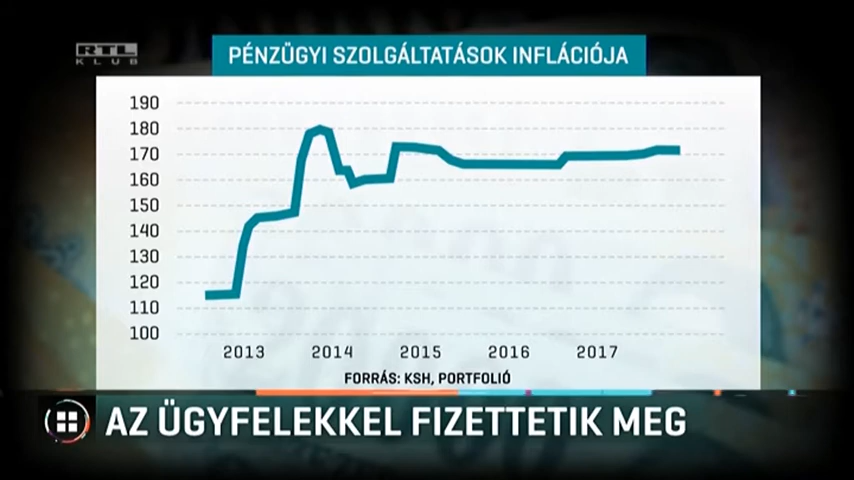 RTL
KLUB
PÉNZÜGYI SZOLGÁLTATÁSOK INFLÁCIÓJA
190
180
170
160
150
140
130
120
110
100
2013 2014 2015 2016 2017
FORRÁS: KSH, PORTFOLIÓ
AZ ÜGYFELEKKEL FIZETTETIK MEG